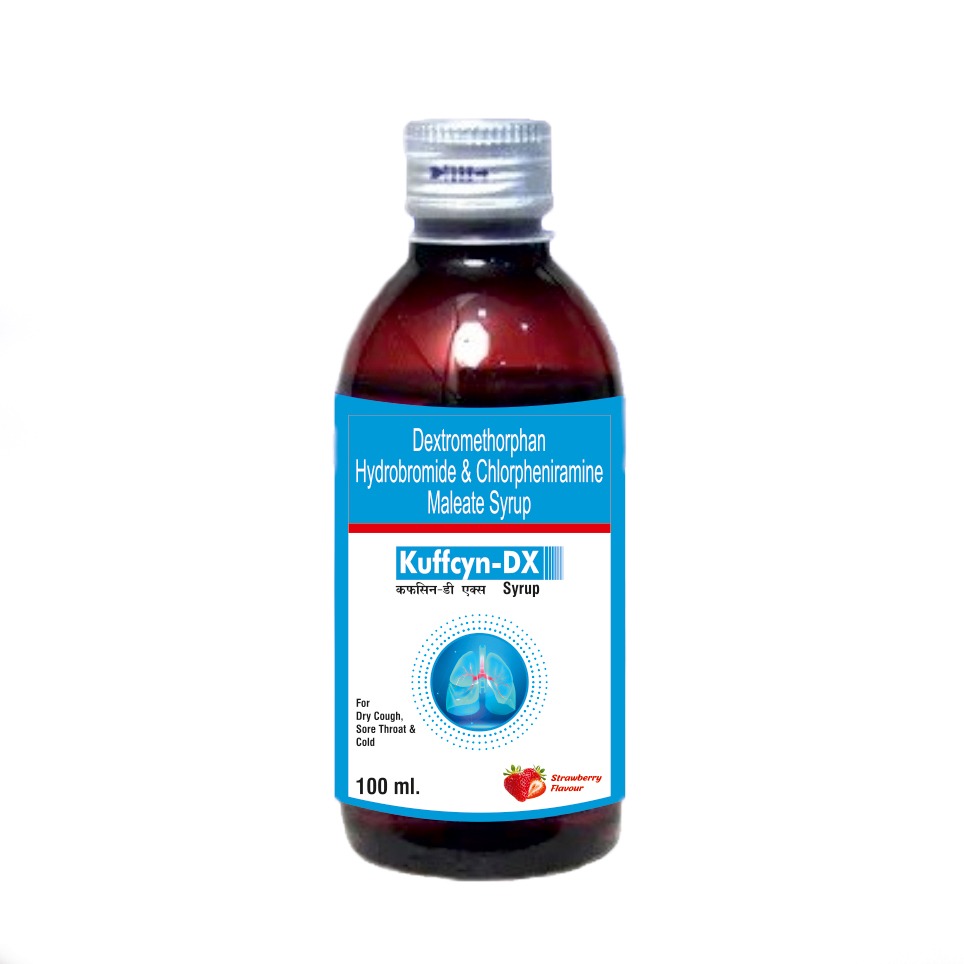 Dextromethorphan
Hydrobromide & Chlorpheniramine
Maleate Syrup
Kuffcyn-DX
कफसिन-डी एक्स Syrup
For
Dry Cough,
Sore Throat &
Cold
100 ml.
Strawberry
Flavour